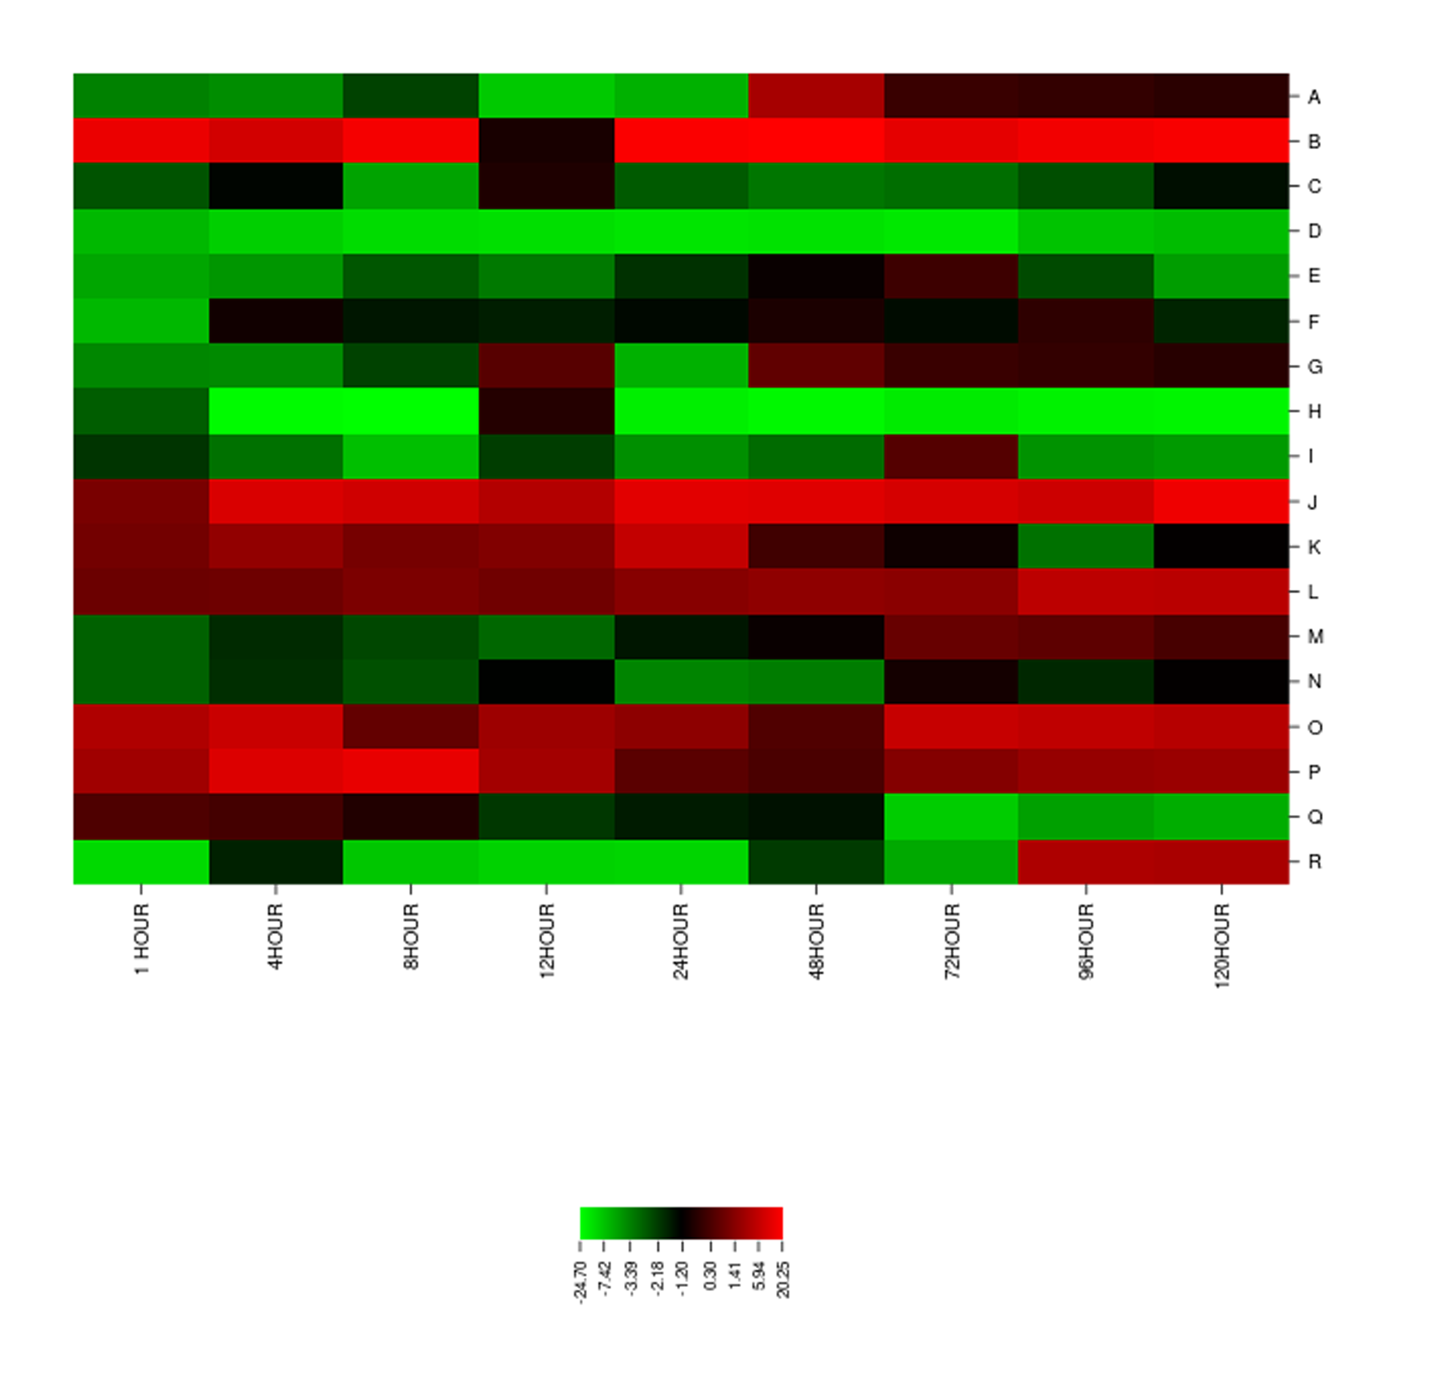 A
B
C
D
E
F
G
H
I
J
K
L
M
N
O
P
Q
R
1 HOUR
4HOUR
8HOUR
12HOUR
24HOUR
48HOUR
72HOUR
96HOUR
120HOUR
-24.70
-7.42
-3.39
-2.18
-1.20
0.30
1.41
5.94
20.25